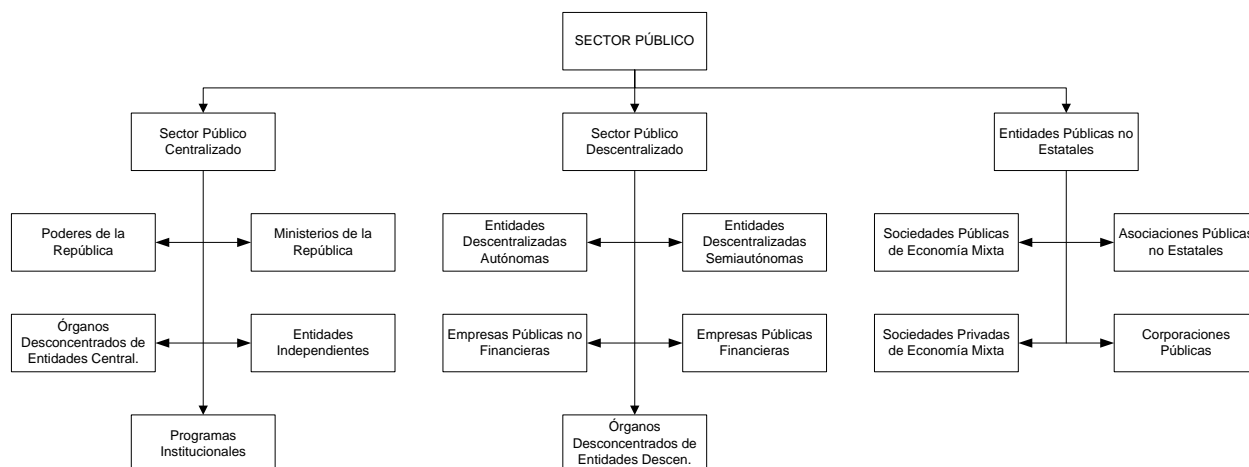 SECTOR PÚBLICO
Sector Público
Centralizado
Sector Público
Descentralizado
Entidades Públicas no
Estatales
Poderes de la
República
Ministerios de la
República
Entidades
Descentralizadas
Autónomas
Entidades
Descentralizadas
Semiautónomas
Sociedades Públicas
de Economía Mixta
Asociaciones Públicas
no Estatales
Órganos
Desconcentrados de
Entidades Central.
Entidades
Independientes
Empresas Públicas no
Financieras
Empresas Públicas
Financieras
Sociedades Privadas
de Economía Mixta
Corporaciones
Públicas
Programas
Institucionales
Órganos
Desconcentrados de
Entidades Descen.